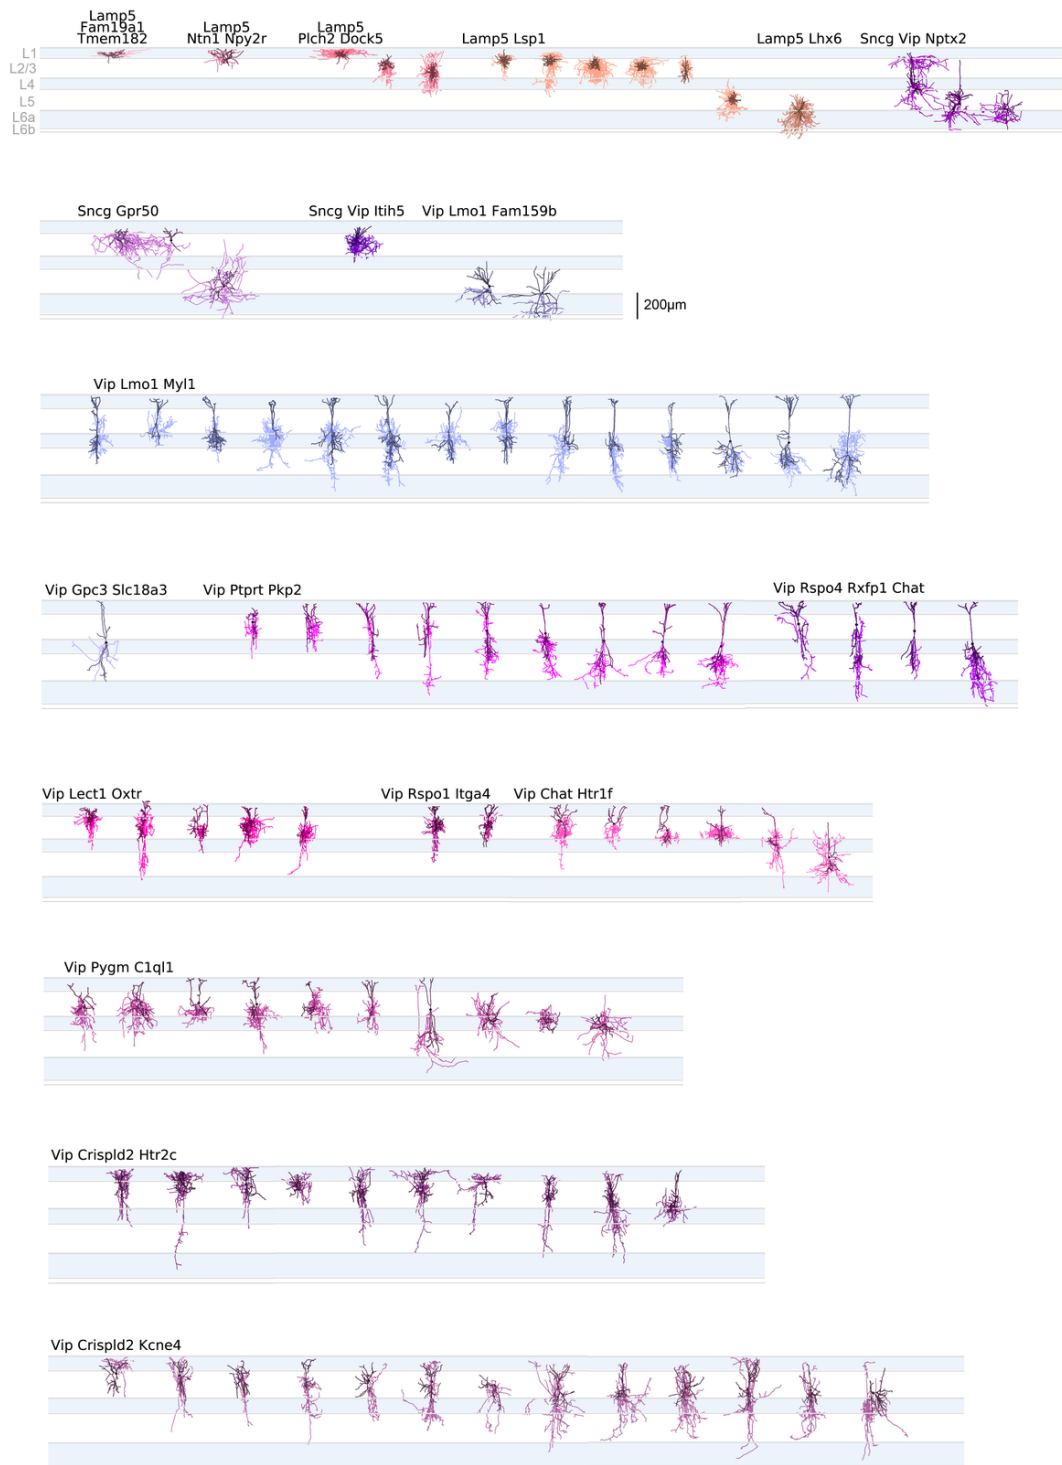 Lamp5
Fam19a1
Tmem182
Lamp5
Ntn1 Npy2r
Lamp5
Plch2 Dock5
Lamp5 Lsp1
Lamp5 Lhx6
Sncg Vip Nptx2
L1
L2/3
L4
L5
L6a
L6b
Sncg Gpr50
Sncg Vip Itih5
Vip Lmo1 Fam159b
200µm
Vip Lmo1 Myl1
Vip Gpc3 Slc18a3
Vip Ptprt Pkp2
Vip Rspo4 Rxfp1 Chat
Vip Lect1 Oxtr
Vip Rspo1 Itga4
Vip Chat Htr1f
Vip Pygm C1ql1
Vip Crispld2 Htr2c
Vip Crispld2 Kcne4